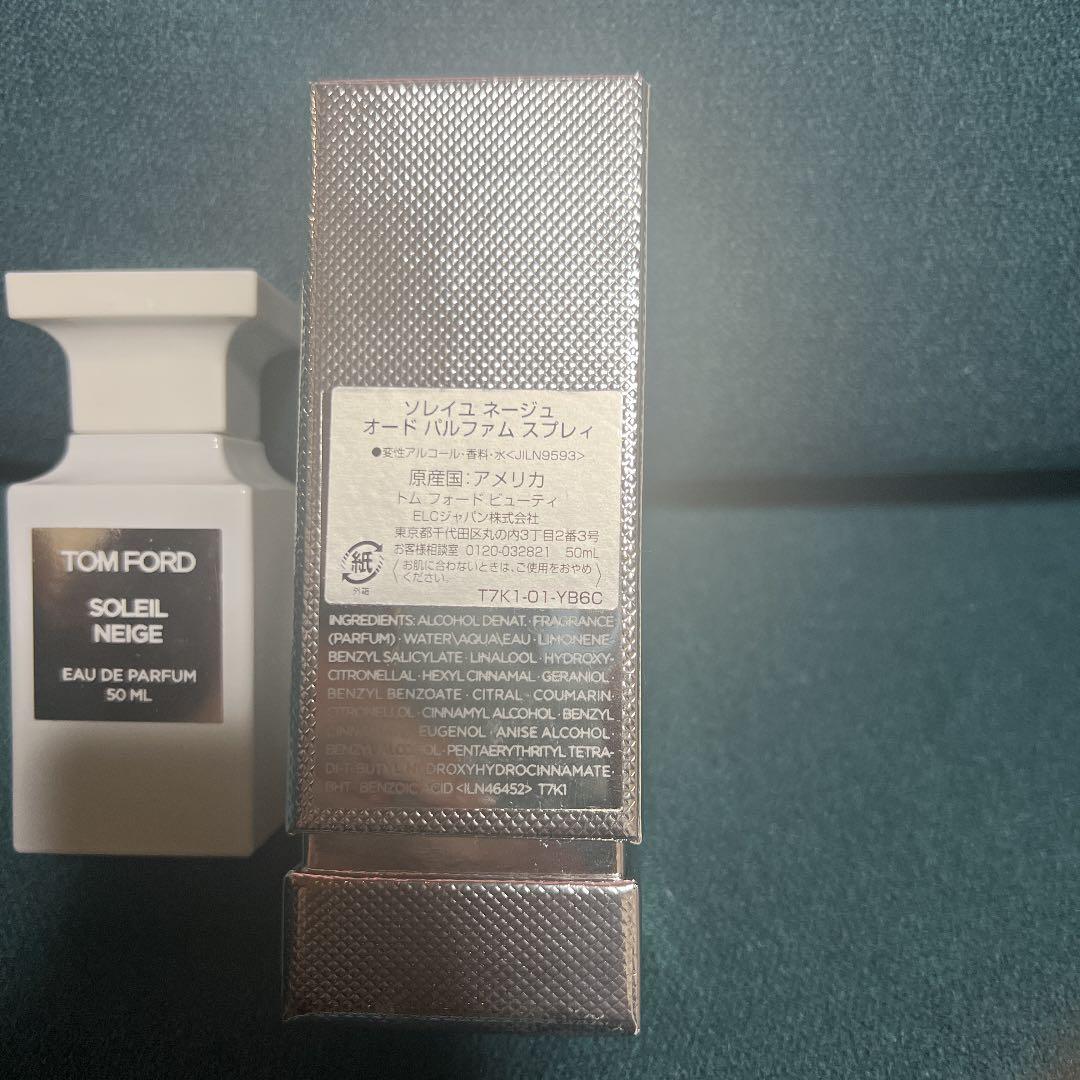 TOM FORD
SOLEIL
NEIGE
EAU DE PARFUM
50 ML
ソレイユ ネージュ
オード パルファム スプレィ
●変性アルコール・香料・水<JILN9593>
原産国:アメリカ
トム フォード ビューティ
ELCジャパン株式会社
東京都千代田区丸の内3丁目2番3号
お客様相談室 0120-032821 50mL
〈お肌に合わないときは、ご使用をおやめ
ください。〉
紙
外箱
T7K1-01-YB6C
INGREDIENTS: ALCOHOL DENAT. · FRAGRANCE
(PARFUM) · WATER\AQUA\EAU · LIMONENE·
BENZYL SALICYLATE · LINALOOL · HYDROXY-
CITRONELLAL · HEXYL CINNAMAL · GERANIOL·
BENZYL BENZOATE · CITRAL · COUMARIN·
CITRONELLOL · CINNAMYL ALCOHOL · BENZYL
EUGENOL · ANISE ALCOHOL·
BENZYL ALCOHOL · PENTAERYTHRITYL TETRA-
DI-T-BUTYL HYDROXYHYDROCINNAMATE·
BHT · BENZOIC ACID <ILN46452> T7K1